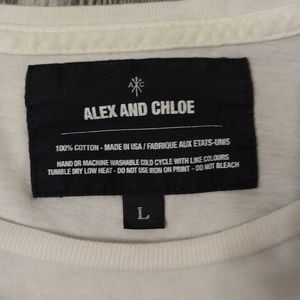 A C
ALEX AND CHLOE
100% COTTON - MADE IN USA / FABRIQUE AUX ETATS-UNIS
HAND OR MACHINE WASHABLE COLD CYCLE WITH LIKE COLOURS
TUMBLE DRY LOW HEAT - DO NOT USE IRON ON PRINT - DO NOT BLEACH
L